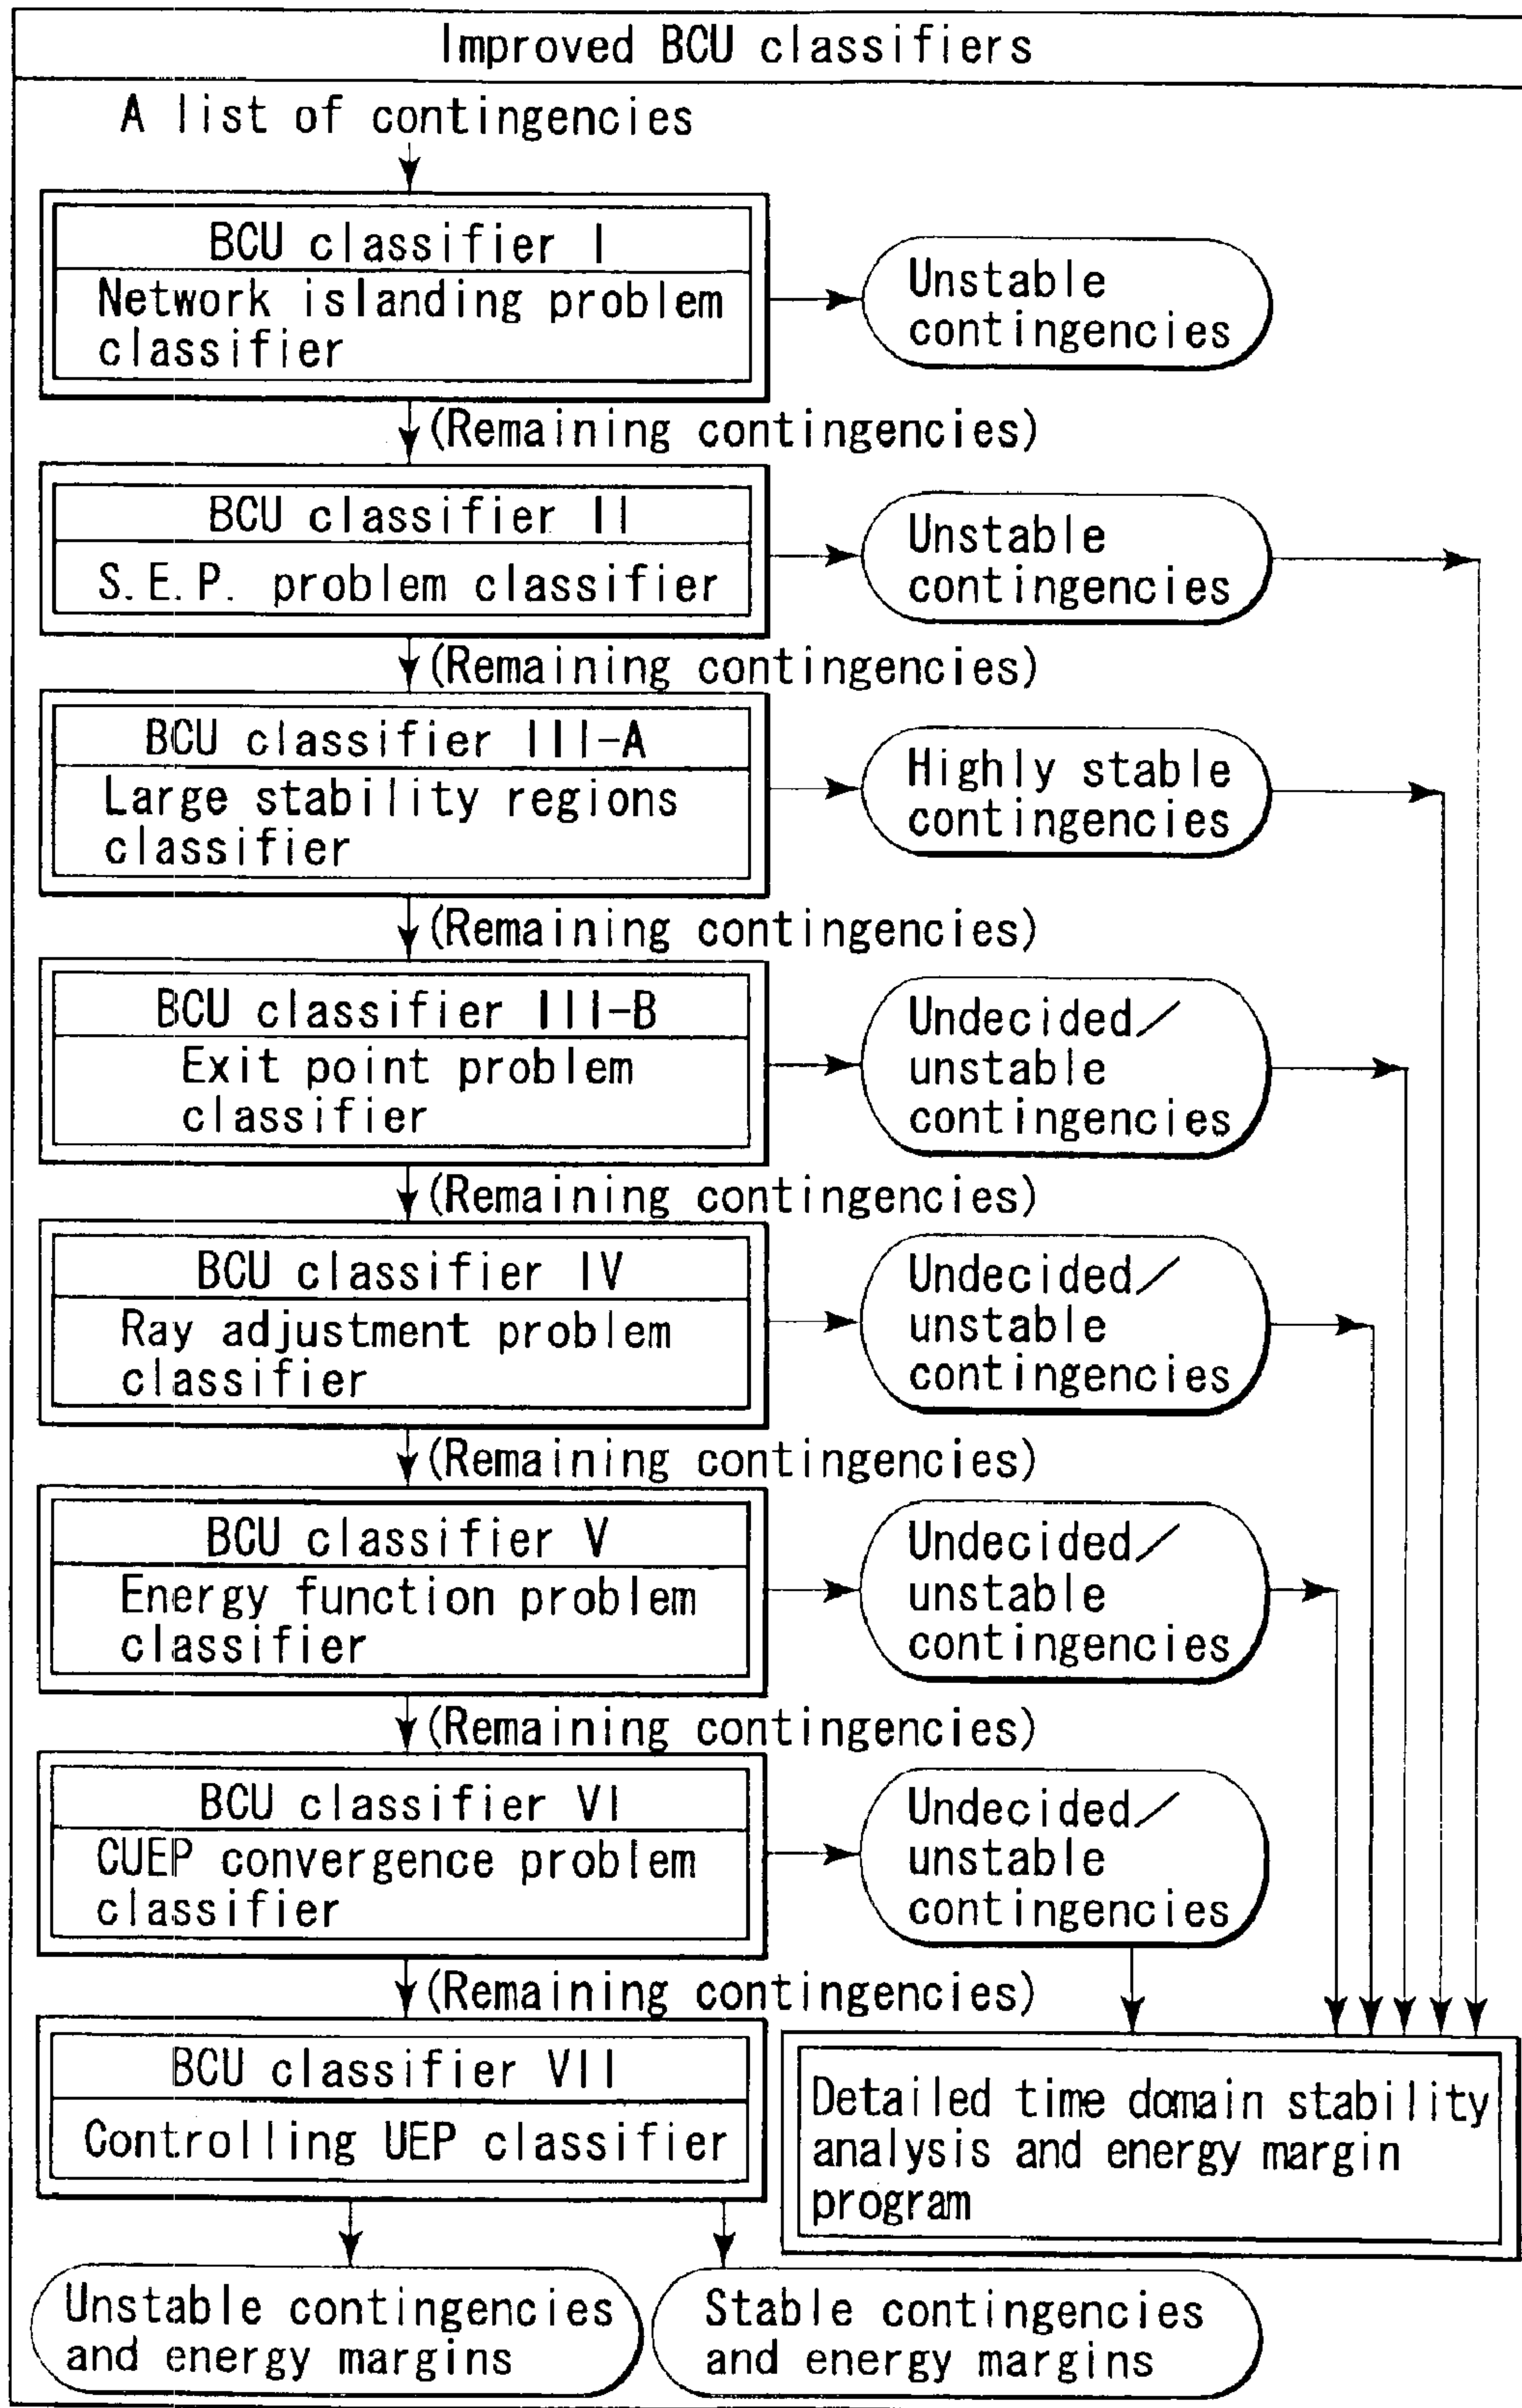 Improved BCU classifiers
A list of contingencies
BCU classifier I
Network islanding problem
classifier
Unstable
contingencies
(Remaining contingencies)
BCU classifier II
S.E.P. problem classifier
Unstable
contingencies
(Remaining contingencies)
BCU classifier III-A
Large stability regions
classifier
Highly stable
contingencies
(Remaining contingencies)
BCU classifier III-B
Exit point problem
classifier
Undecided/
unstable
contingencies
(Remaining contingencies)
BCU classifier IV
Ray adjustment problem
classifier
Undecided/
unstable
contingencies
(Remaining contingencies)
BCU classifier V
Energy function problem
classifier
Undecided/
unstable
contingencies
(Remaining contingencies)
BCU classifier VI
CUEP convergence problem
classifier
Undecided/
unstable
contingencies
(Remaining contingencies)
BCU classifier VII
Controlling UEP classifier
Detailed time domain stability
analysis and energy margin
program
Unstable contingencies
and energy margins
Stable contingencies
and energy margins